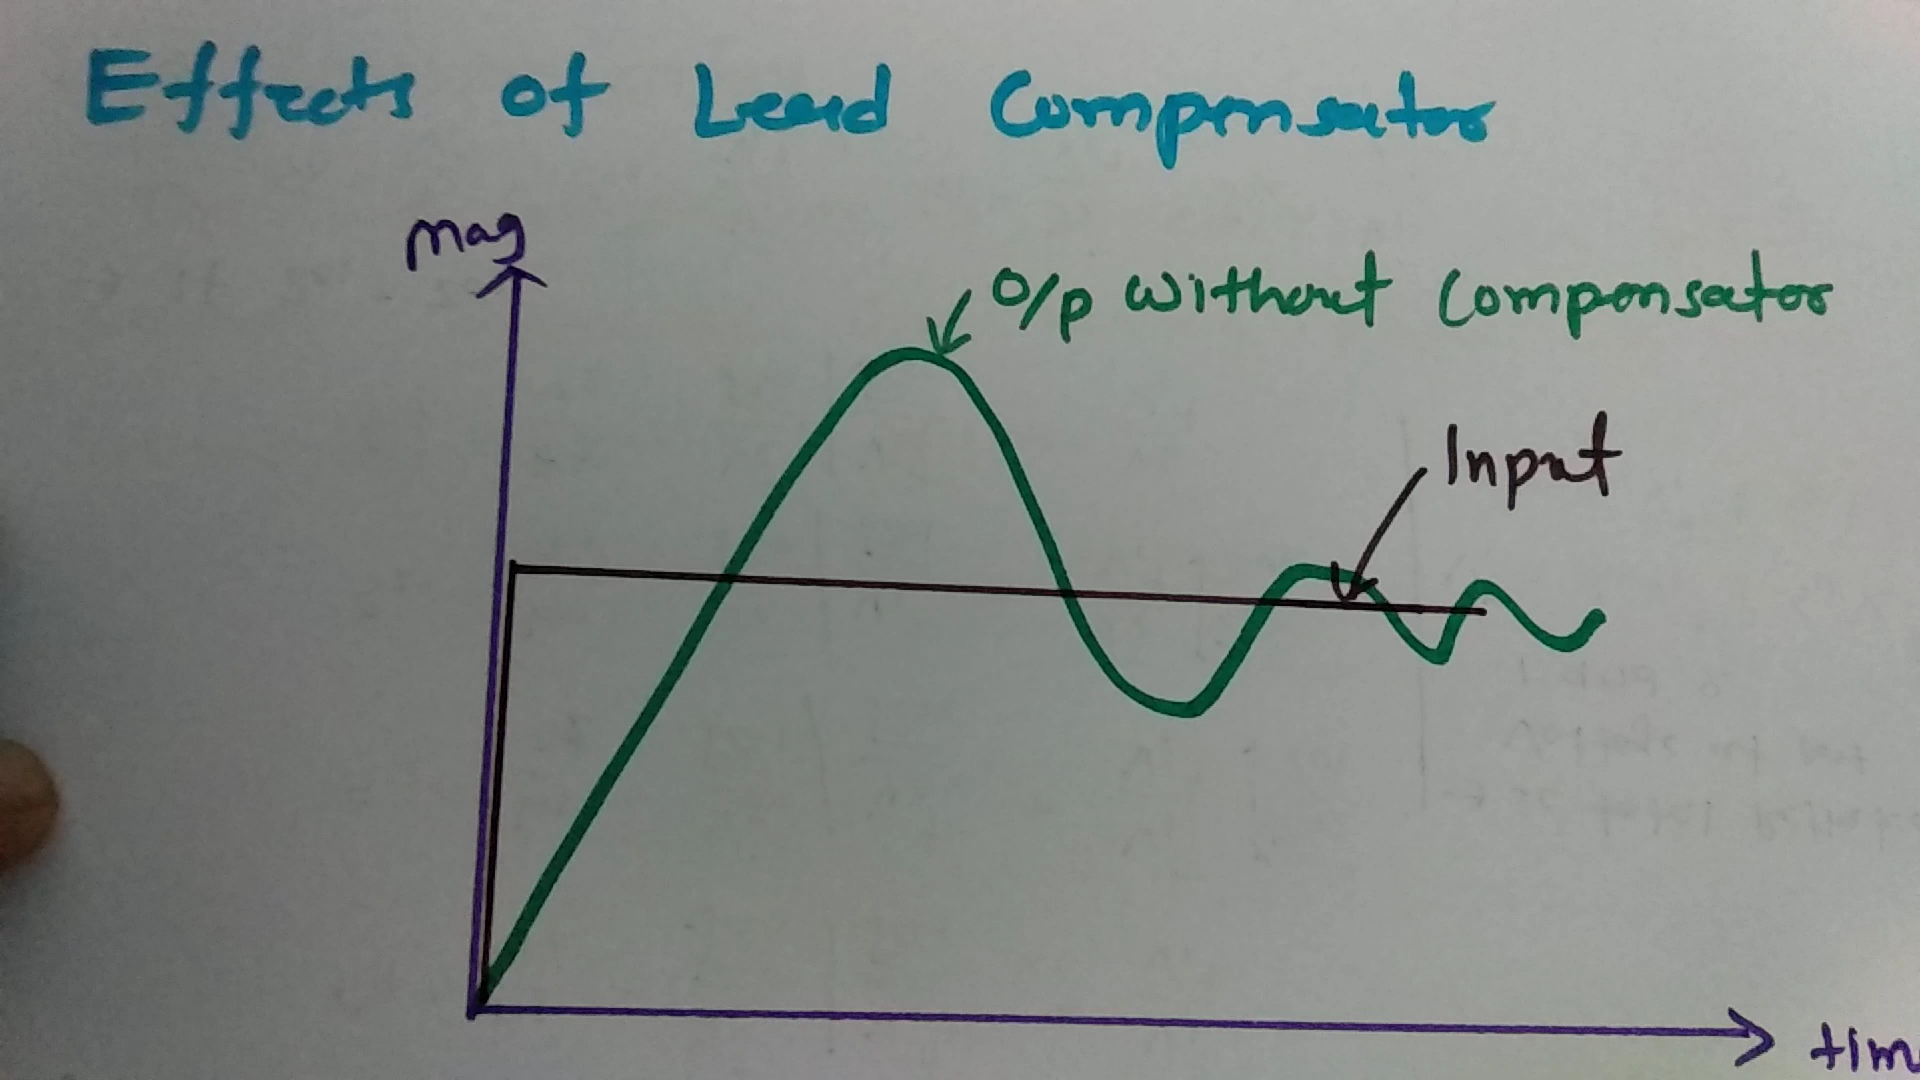 Effects of Lead Compensator
Mag
O/p without Compensator
Input
tim